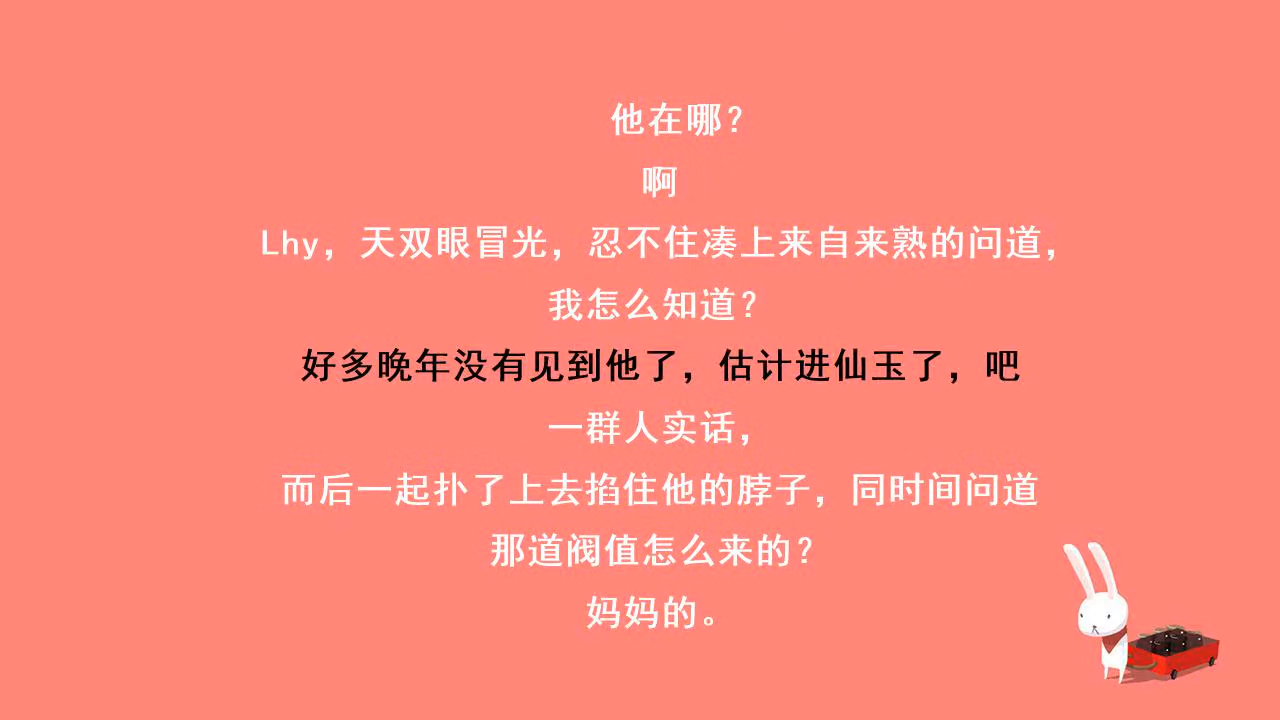 他在哪？
啊
Lhy，天双眼冒光，忍不住凑上来自来熟的问道，
我怎么知道？
好多晚年没有见到他了，估计进仙玉了，吧
一群人实话，
而后一起扑了上去掐住他的脖子，同时间问道
那道阀值怎么来的？
妈妈的。